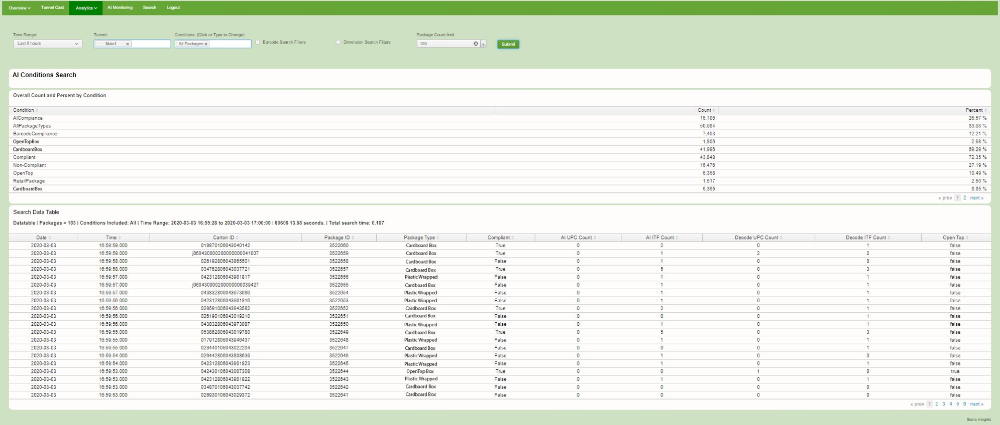 Overview Tunnel Cast Analytics AI Monitoring Search Logout
Time Range: Tunnel: Conditions: (Click or Type to Change) Package Count limit
Last 8 hours Main1 × All Packages × Barcode Search Filters Dimension Search Filters 100 Submit
AI Conditions Search
Overall Count and Percent by Condition
Condition Count Percent
AICompiance 16,106 26.57 %
AllPackageTypes 50,684 83.63 %
BarcodeCompliance 7,403 12.21 %
OpenTopBox 1,806 2.98 %
CardboardBox 41,996 69.29 %
Compliant 43,848 72.35 %
Non-Compliant 16,476 27.19 %
OpenTop 6,358 10.49 %
RetailPackage 1,517 2.50 %
CardboardBox 5,365 8.85 %
« prev 1 2 next »
Search Data Table
Datatable | Packages = 103 | Conditions Included: All | Time Range: 2020-03-03 16:59:28 to 2020-03-03 17:00:00 | 60606 13.88 seconds. | Total search time: 0.187
Date Time Carton ID Package ID Package Type Compliant AI UPC Count AI ITF Count Decode UPC Count Decode ITF Count Open Top
2020-03-03 16:59:59.000 019870106043040142 3522660 Cardboard Box True 0 2 0 1 false
2020-03-03 16:59:59.000 j060430000200000000041007 3522659 Cardboard Box True 0 1 2 2 false
2020-03-03 16:59:58.000 026192806043865501 3522658 Cardboard Box False 0 1 0 0 false
2020-03-03 16:59:58.000 034762806043037721 3522657 Cardboard Box True 0 5 0 3 false
2020-03-03 16:59:57.000 042312806043901817 3522656 Plastic Wrapped False 0 1 0 1 false
2020-03-03 16:59:57.000 j060430000200000000039427 3522655 Cardboard Box False 0 1 0 1 false
2020-03-03 16:59:57.000 043832806043973086 3522654 Plastic Wrapped False 0 1 0 1 false
2020-03-03 16:59:56.000 042312806043901816 3522653 Plastic Wrapped False 0 1 0 1 false
2020-03-03 16:59:56.000 029591006043943582 3522652 Cardboard Box True 0 2 0 1 false
2020-03-03 16:59:56.000 026190106043019210 3522651 Cardboard Box False 0 0 0 1 false
2020-03-03 16:59:56.000 043832806043973087 3522650 Plastic Wrapped False 0 1 0 1 false
2020-03-03 16:59:55.000 053862806043019780 3522649 Cardboard Box True 0 5 0 3 false
2020-03-03 16:59:55.000 017912806043946437 3522648 Plastic Wrapped False 0 1 0 1 false
2020-03-03 16:59:55.000 026440106043022204 3522647 Cardboard Box False 0 0 0 1 false
2020-03-03 16:59:54.000 026442806043808639 3522646 Plastic Wrapped False 0 1 0 0 false
2020-03-03 16:59:54.000 042312806043901823 3522645 Plastic Wrapped False 0 1 0 1 false
2020-03-03 16:59:53.000 042430106043007308 3522644 OpenTop Box True 0 0 1 0 true
2020-03-03 16:59:53.000 042312806043901822 3522643 Plastic Wrapped False 0 1 0 1 false
2020-03-03 16:59:53.000 034870106043037742 3522642 Cardbaord Box False 0 0 0 0 false
2020-03-03 16:59:53.000 026930106043029372 3522641 Cardboard Box False 0 0 0 0 false
« prev 1 2 3 4 5 6 next »
Siena Insights